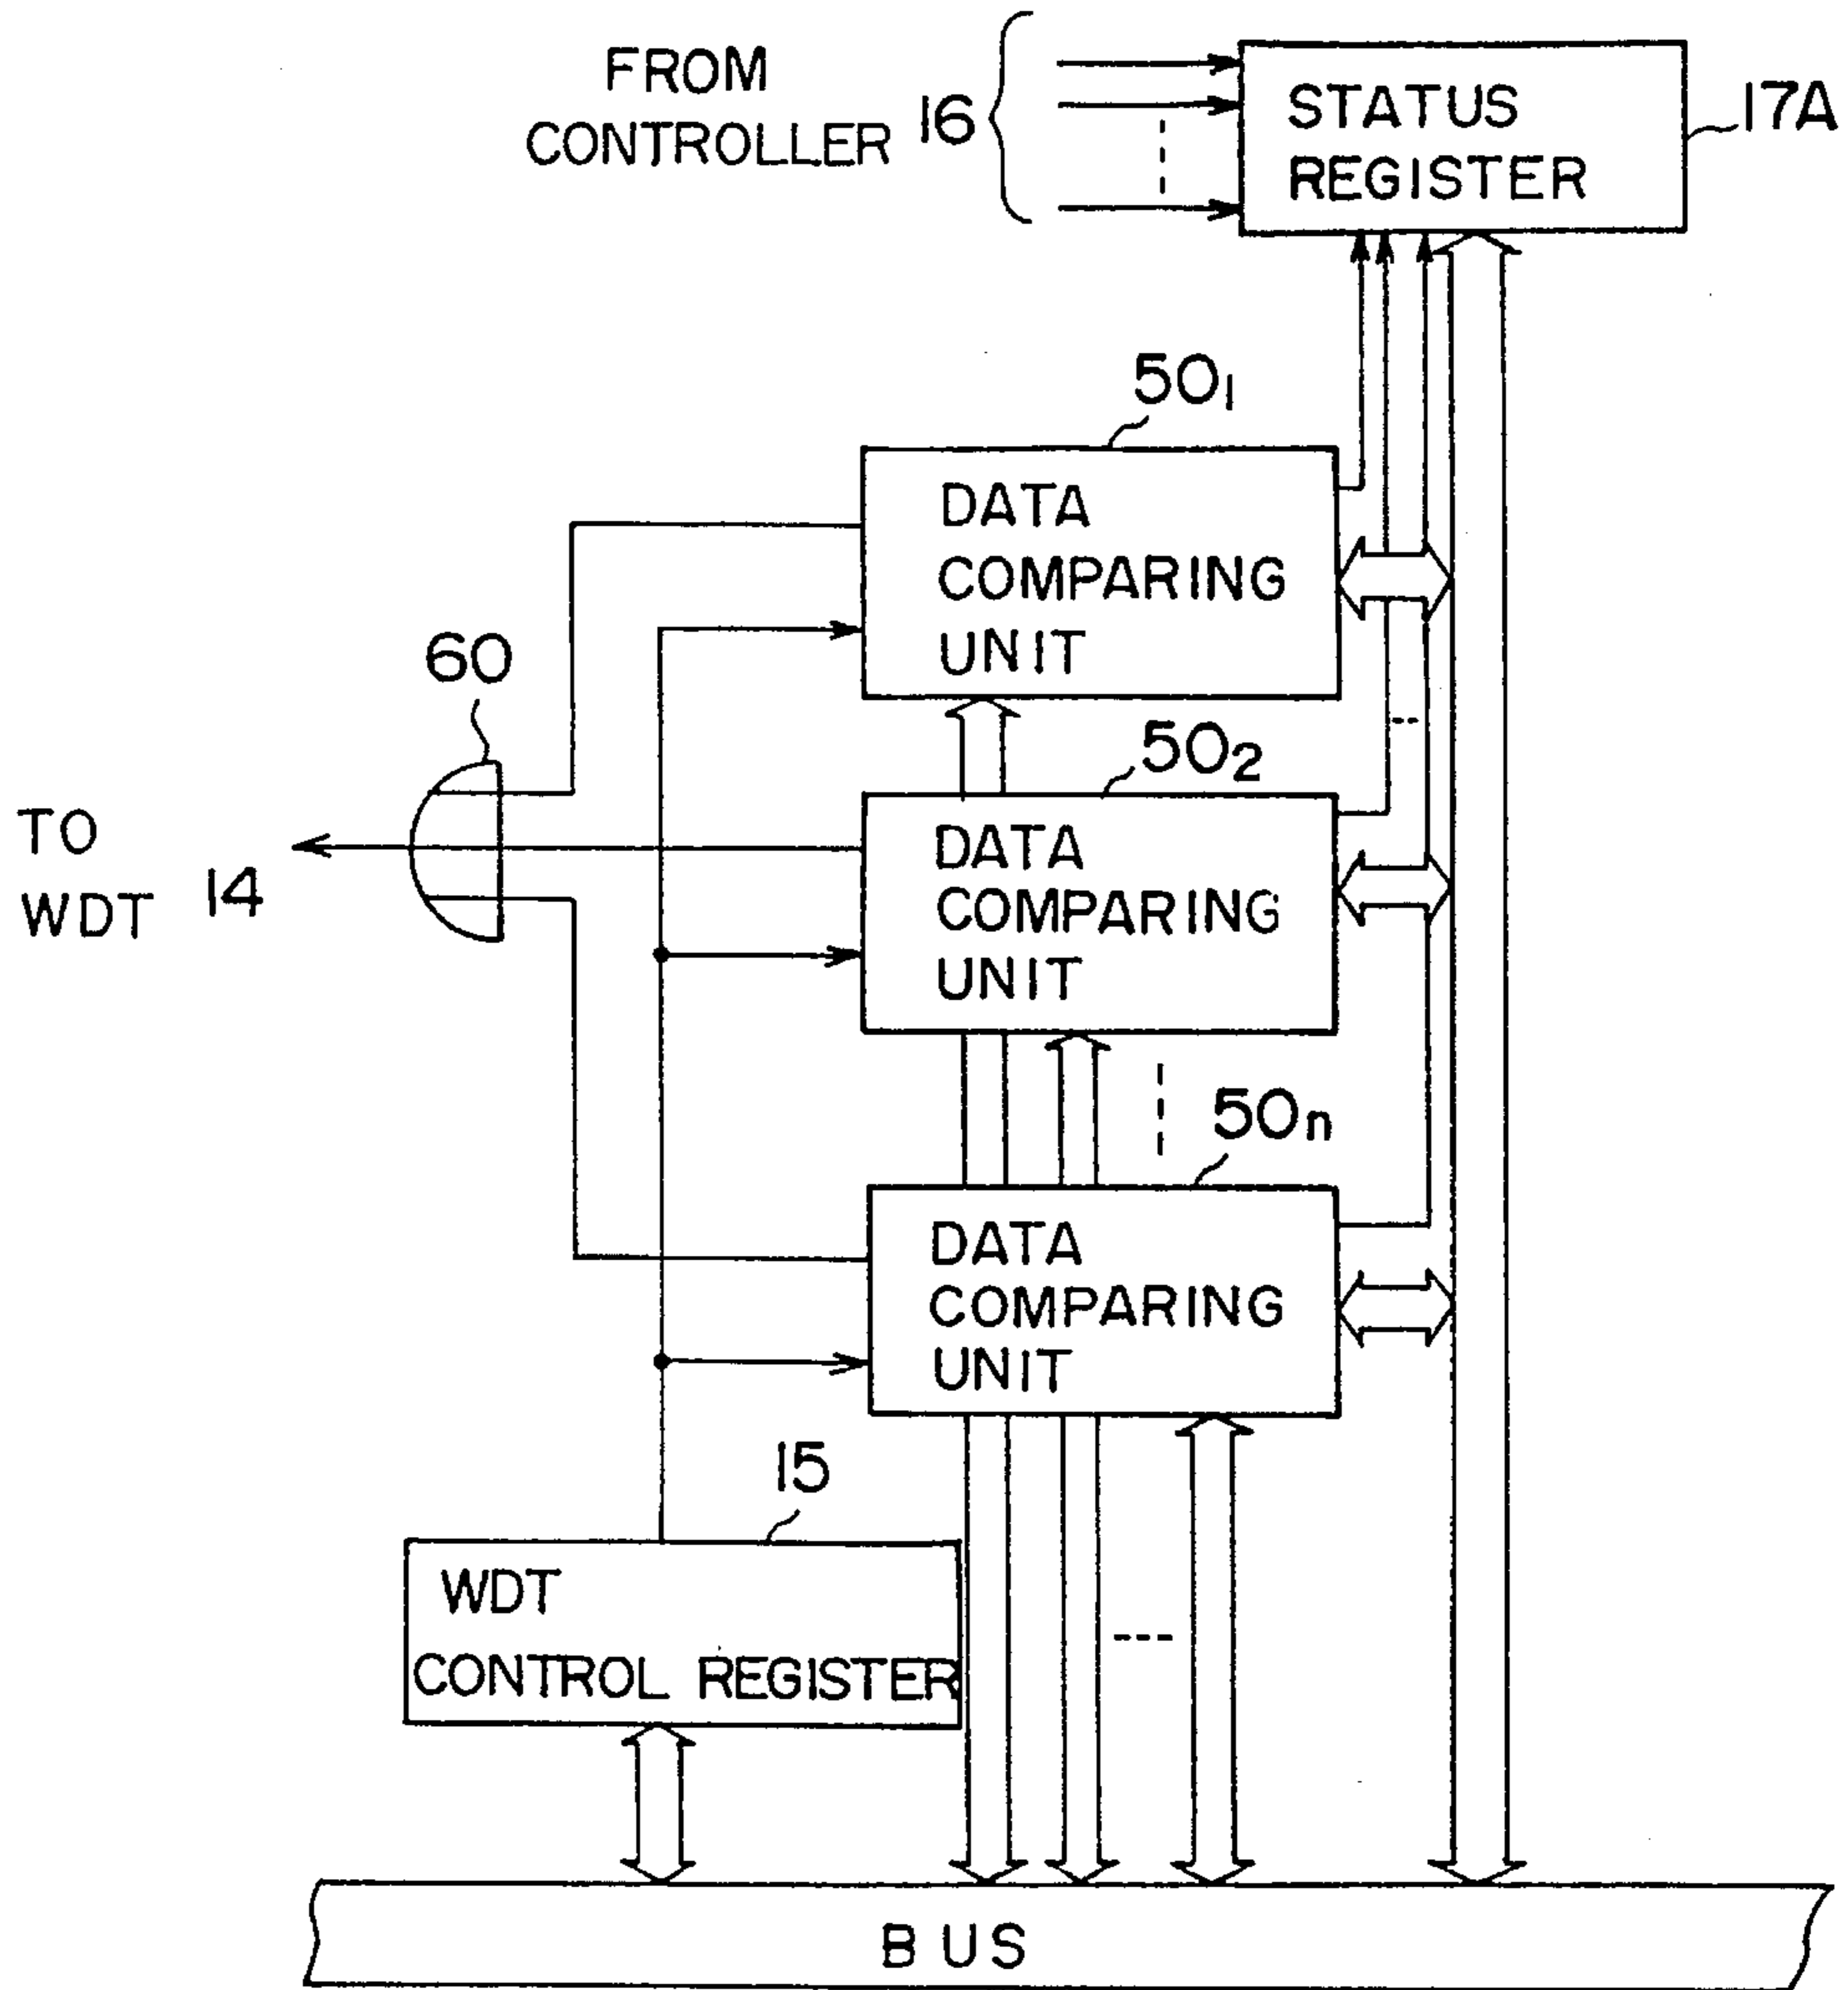 FROM
CONTROLLER 16
STATUS
REGISTER
17A
50₁
DATA
COMPARING
UNIT
60
50₂
TO
WDT 14
DATA
COMPARING
UNIT
50n
DATA
COMPARING
UNIT
15
WDT
CONTROL REGISTER
BUS